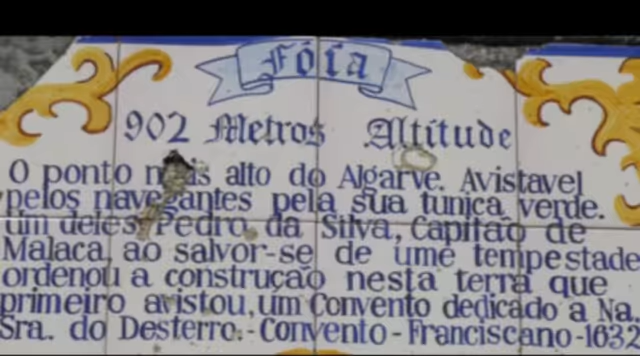 Fóia
902 Metros Altitude
O ponto mais alto do Algarve. Avistavel
pelos navegantes pela sua tunica verde.
um deles Pedro da Silva, Capitão de
Malaca ao salvor-se de ume tempestade
ordenou a construção nesta terra que
primeiro avistou, um Convento dedicado a Na.
Sra. do Desterro.-Convento-Franciscano-1632